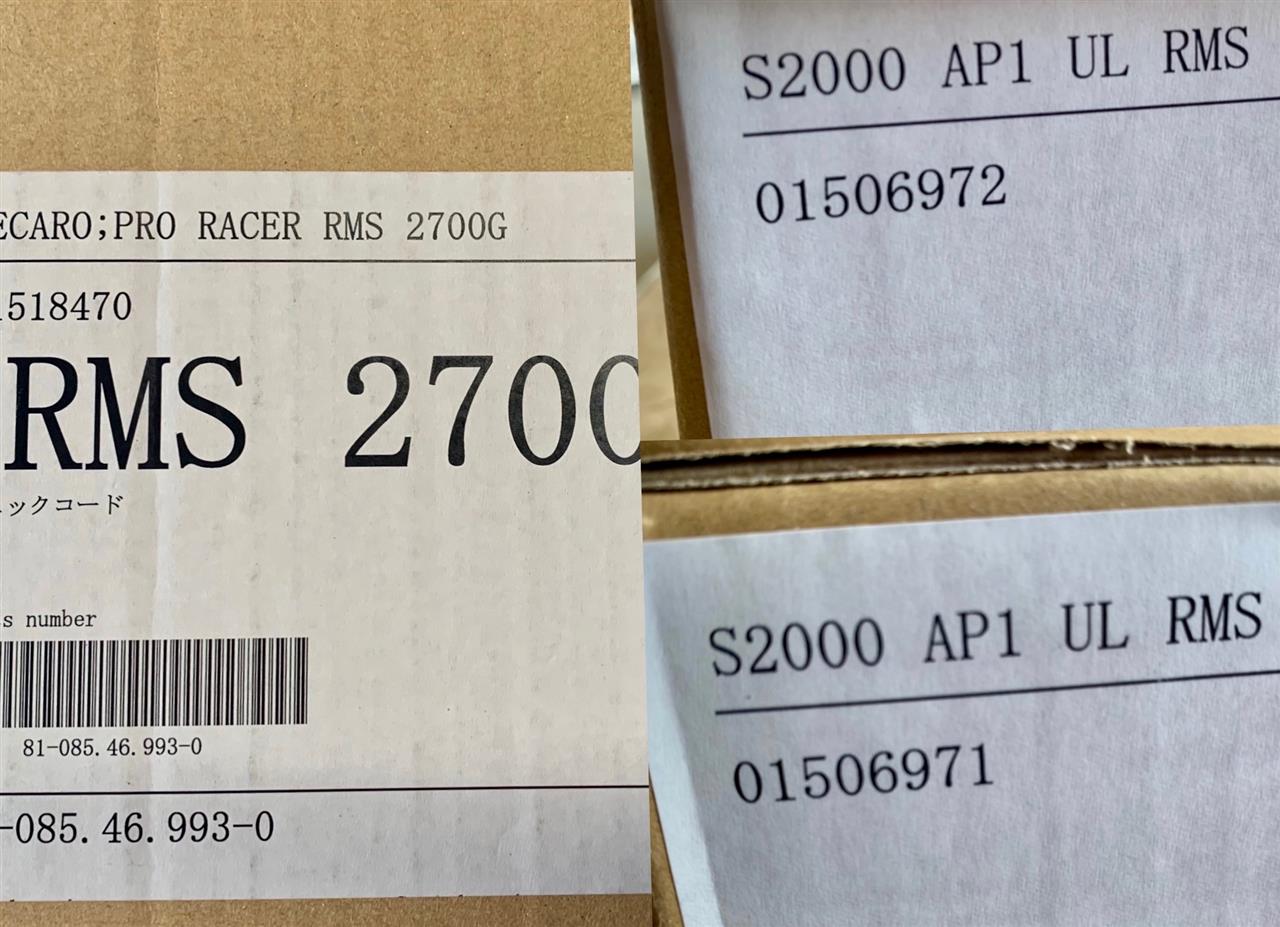 ECARO;PRO RACER RMS 2700G
1518470
RMS 2700
ックコード
s number
81-085.46.993-0
-085.46.993-0
S2000 AP1 UL RMS
01506972
S2000 AP1 UL RMS
01506971